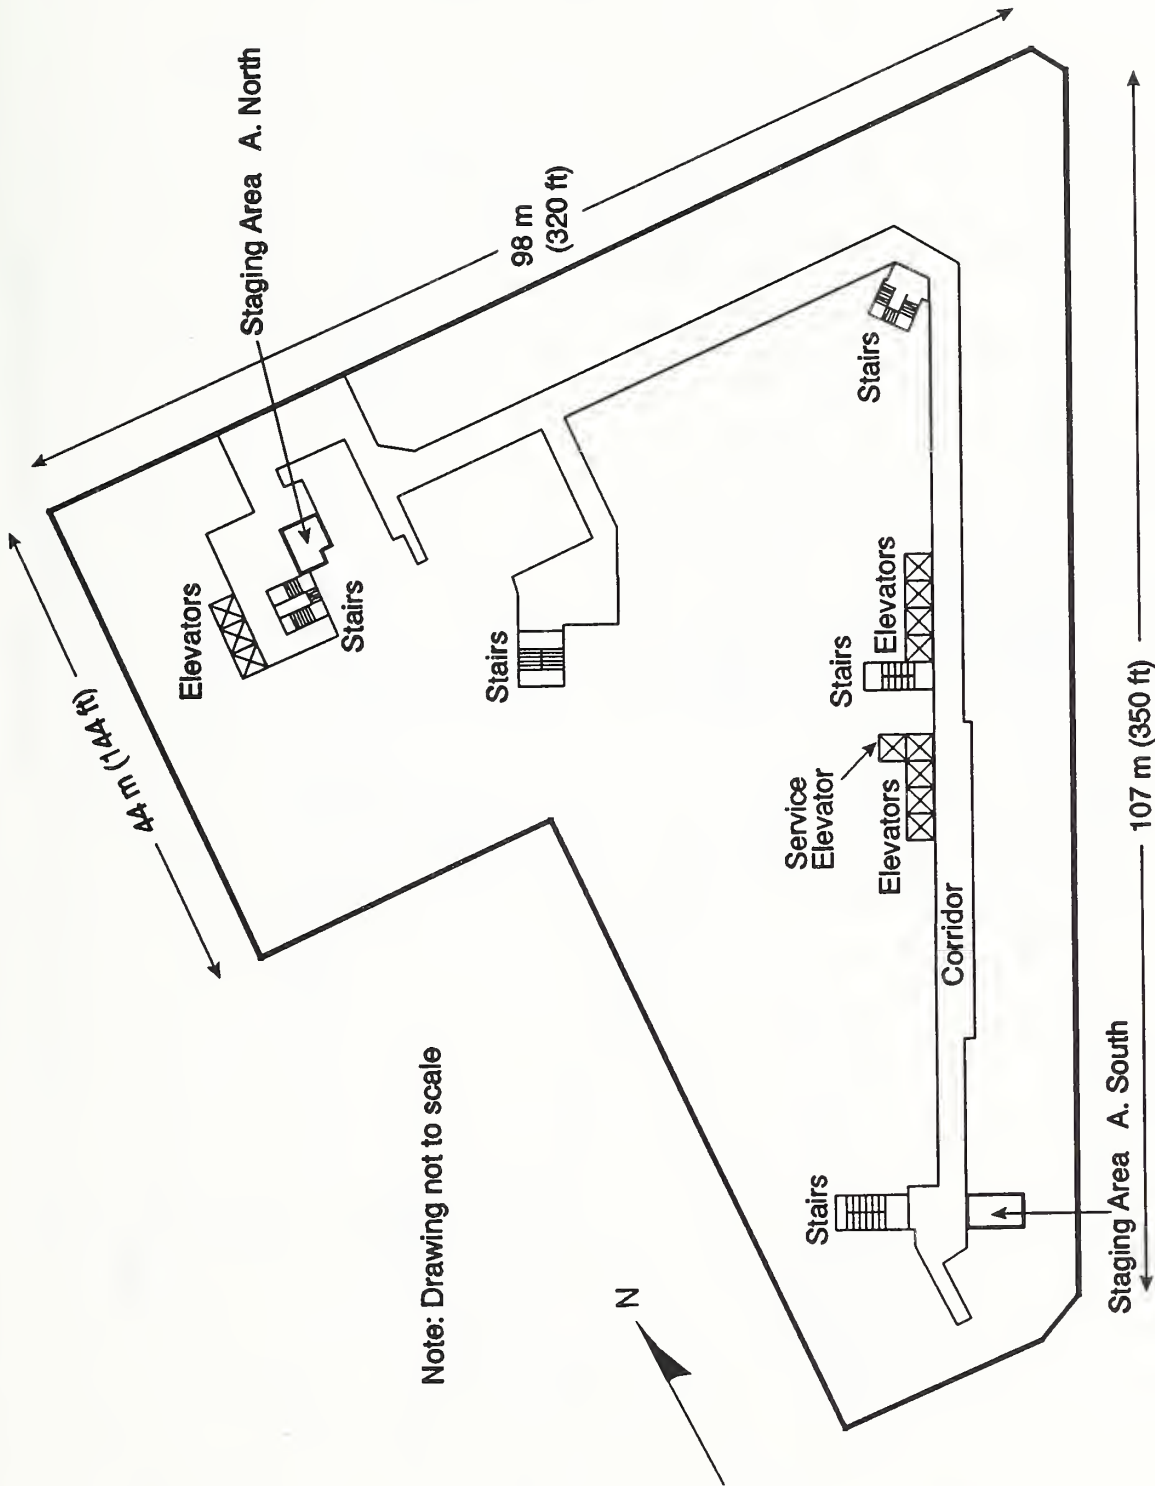 Staging Area A. North
98 m
(320 ft)
44 m (144 ft)
Elevators
Stairs
Stairs
Stairs
Stairs
Elevators
Service
Elevator
Elevators
Corridor
Stairs
Staging Area A. South
107 m (350 ft)
Note: Drawing not to scale
N